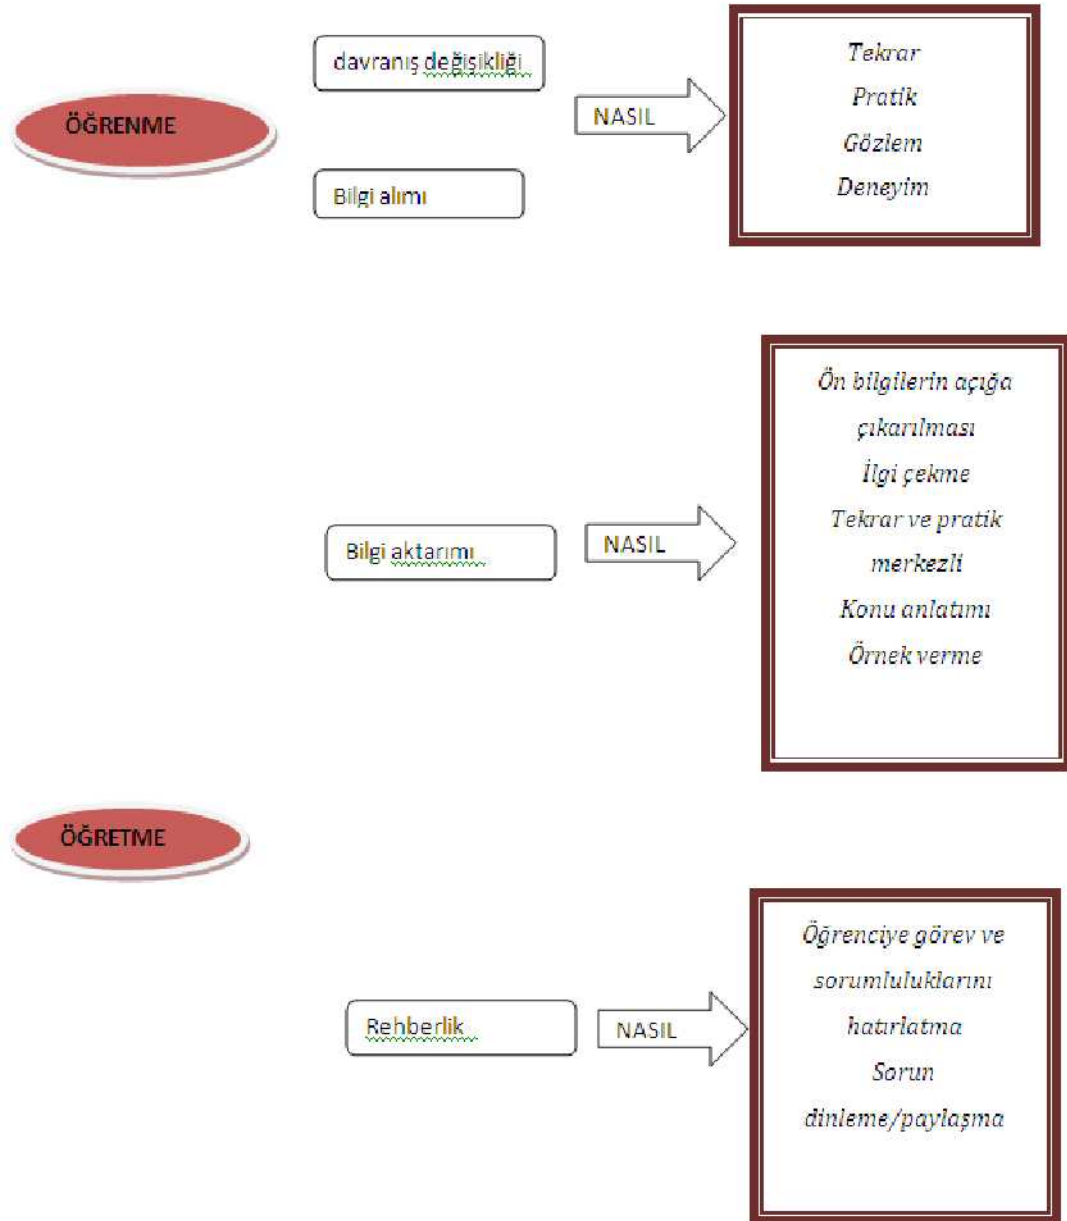 ÖĞRENME
davranış değişikliği
Bilgi alımı
NASIL
Tekrar
Pratik
Gözlem
Deneyim
Bilgi aktarımı
NASIL
Ön bilgilerin açığa
çıkarılması
İlgi çekme
Tekrar ve pratik
merkezli
Konu anlatımı
Örnek verme
ÖĞRETME
Rehberlik
NASIL
Öğrenciye görev ve
sorumluluklarını
hatırlatma
Sorun
dinleme/paylaşma